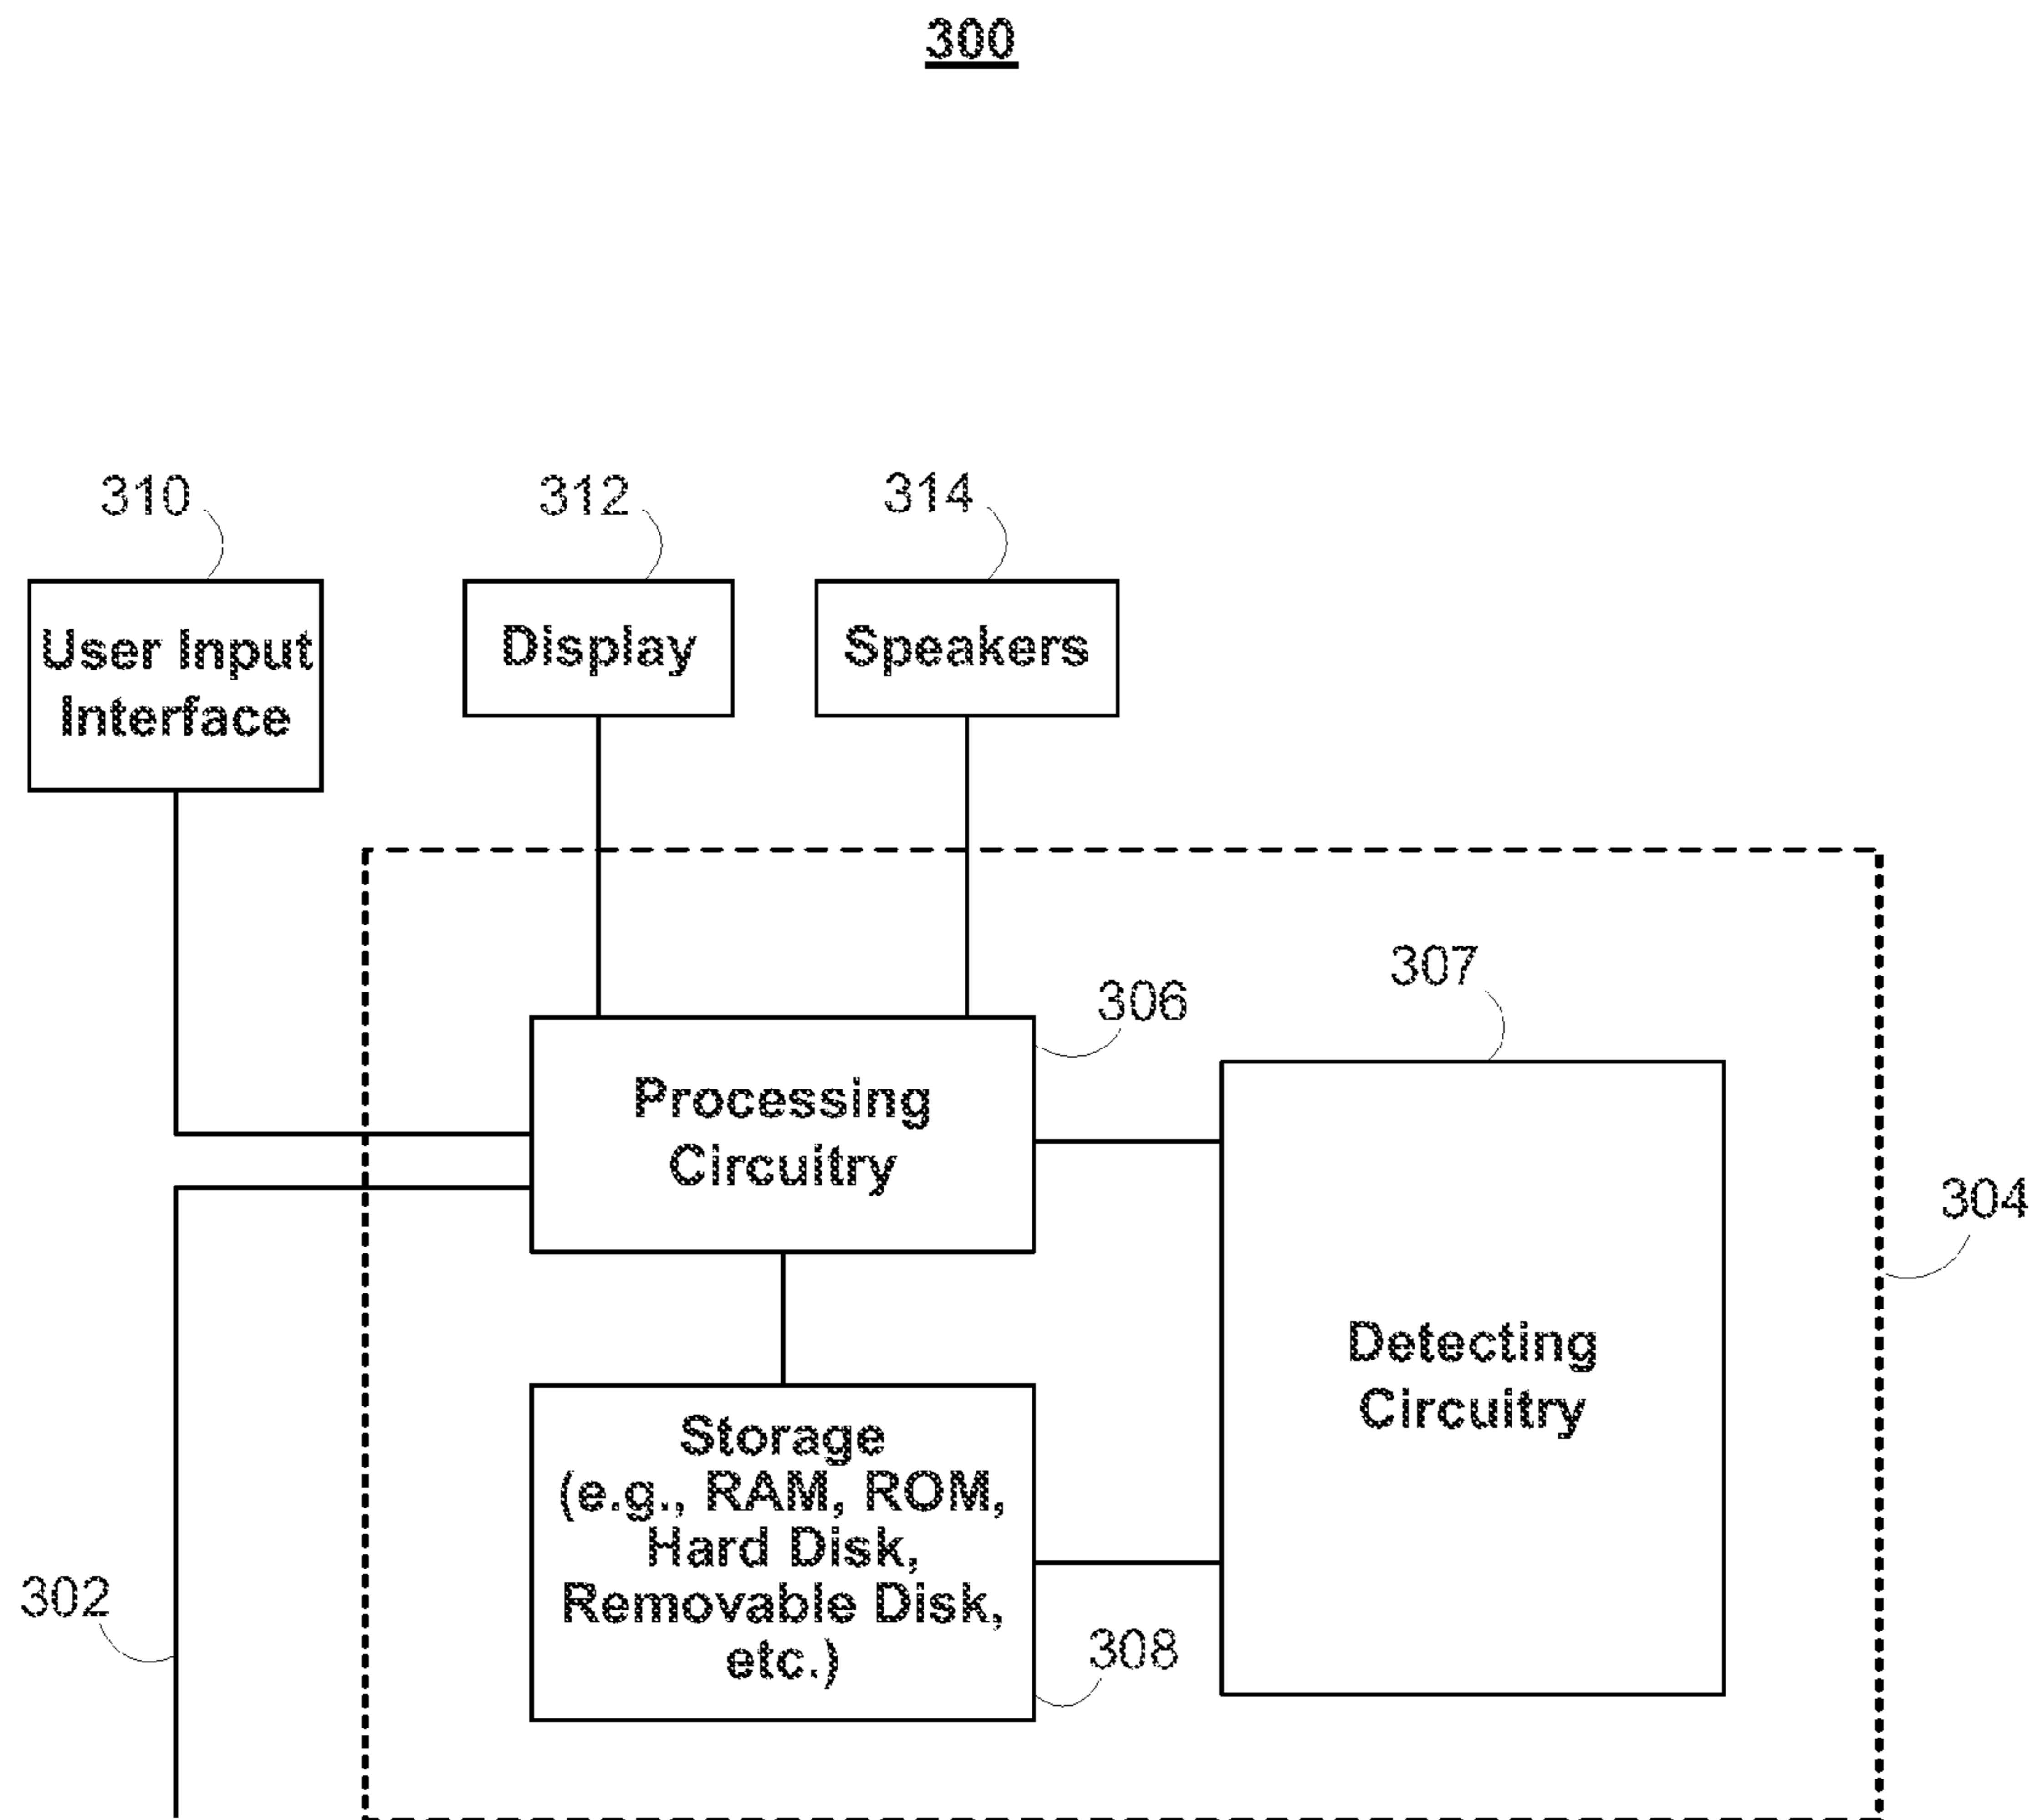 300
310
312
314
User Input
Interface
Display
Speakers
306
307
Processing
Circuitry
304
Detecting
Circuitry
Storage
(e.g., RAM, ROM,
Hard Disk,
Removable Disk,
etc.)
302
308